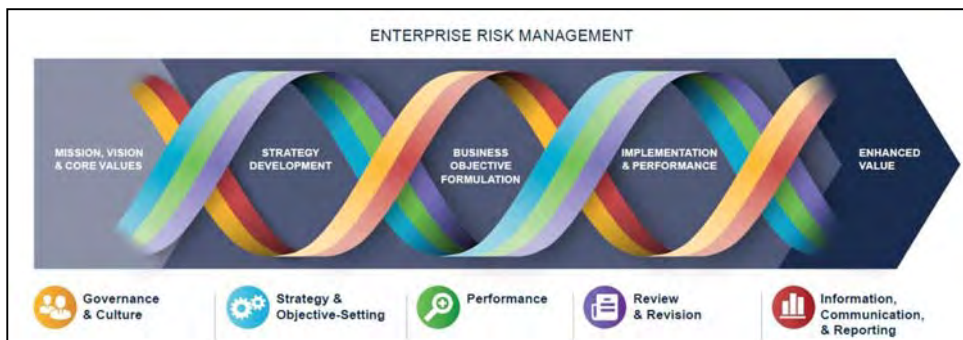 ENTERPRISE RISK MANAGEMENT
MISSION, VISION
& CORE VALUES
STRATEGY
DEVELOPMENT
BUSINESS
OBJECTIVE
FORMULATION
IMPLEMENTATION
& PERFORMANCE
ENHANCED
VALUE
Governance
& Culture
Strategy &
Objective-Setting
Performance
Review
& Revision
Information,
Communication,
& Reporting